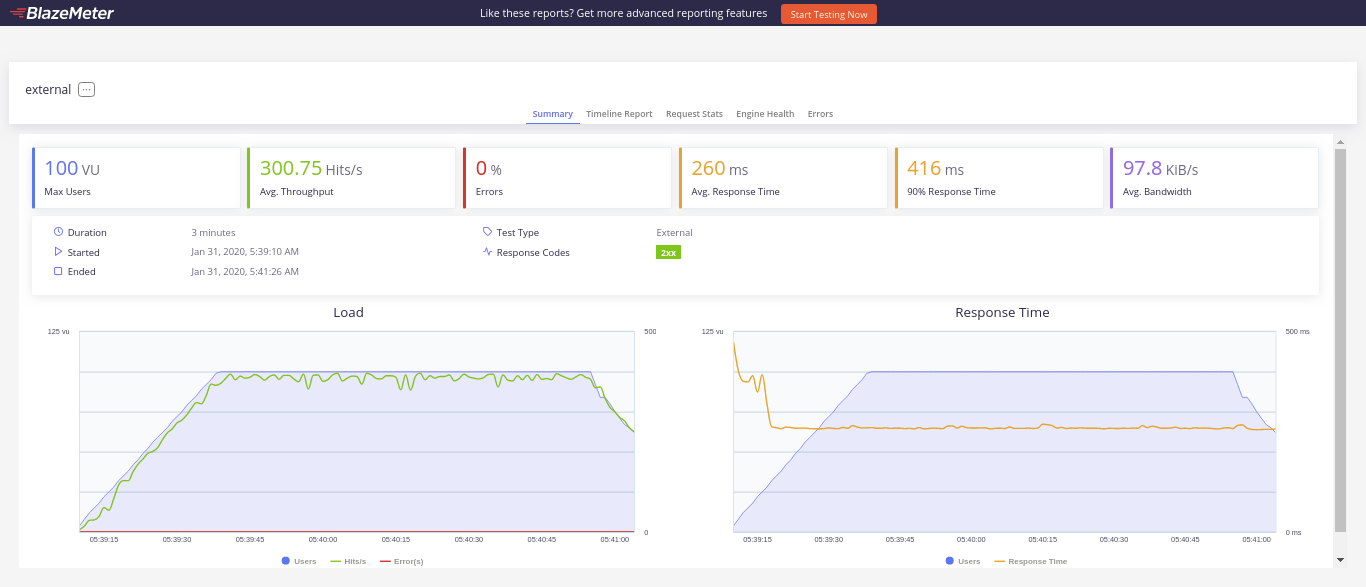 BlazeMeter
Like these reports? Get more advanced reporting features
Start Testing Now
external
Summary Timeline Report Request Stats Engine Health Errors
100 VU
Max Users
300.75 Hits/s
Avg. Throughput
0 %
Errors
260 ms
Avg. Response Time
416 ms
90% Response Time
97.8 KiB/s
Avg. Bandwidth
Duration 3 minutes
Started Jan 31, 2020, 5:39:10 AM
Ended Jan 31, 2020, 5:41:26 AM
Test Type External
Response Codes 2xx
Load
125 vu 500
0
05:39:15 05:39:30 05:39:45 05:40:00 05:40:15 05:40:30 05:40:45 05:41:00
Users Hits/s Error(s)
Response Time
125 vu 500 ms
0 ms
05:39:15 05:39:30 05:39:45 05:40:00 05:40:15 05:40:30 05:40:45 05:41:00
Users Response Time